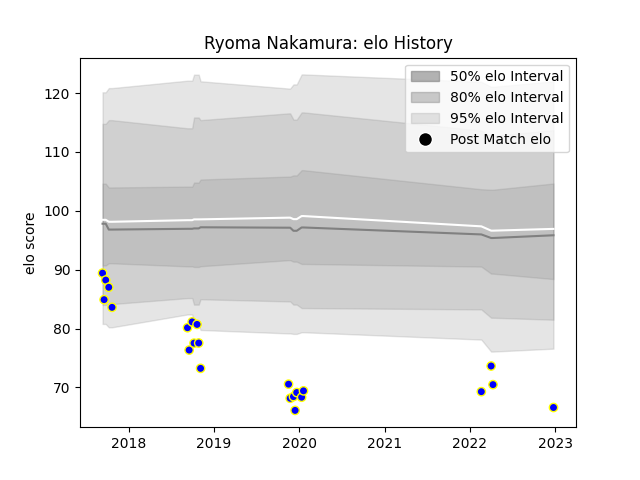 Ryoma Nakamura: elo History
50% elo Interval
80% elo Interval
95% elo Interval
Post Match elo
elo score
120
110
100
90
80
70
2018 2019 2020 2021 2022 2023